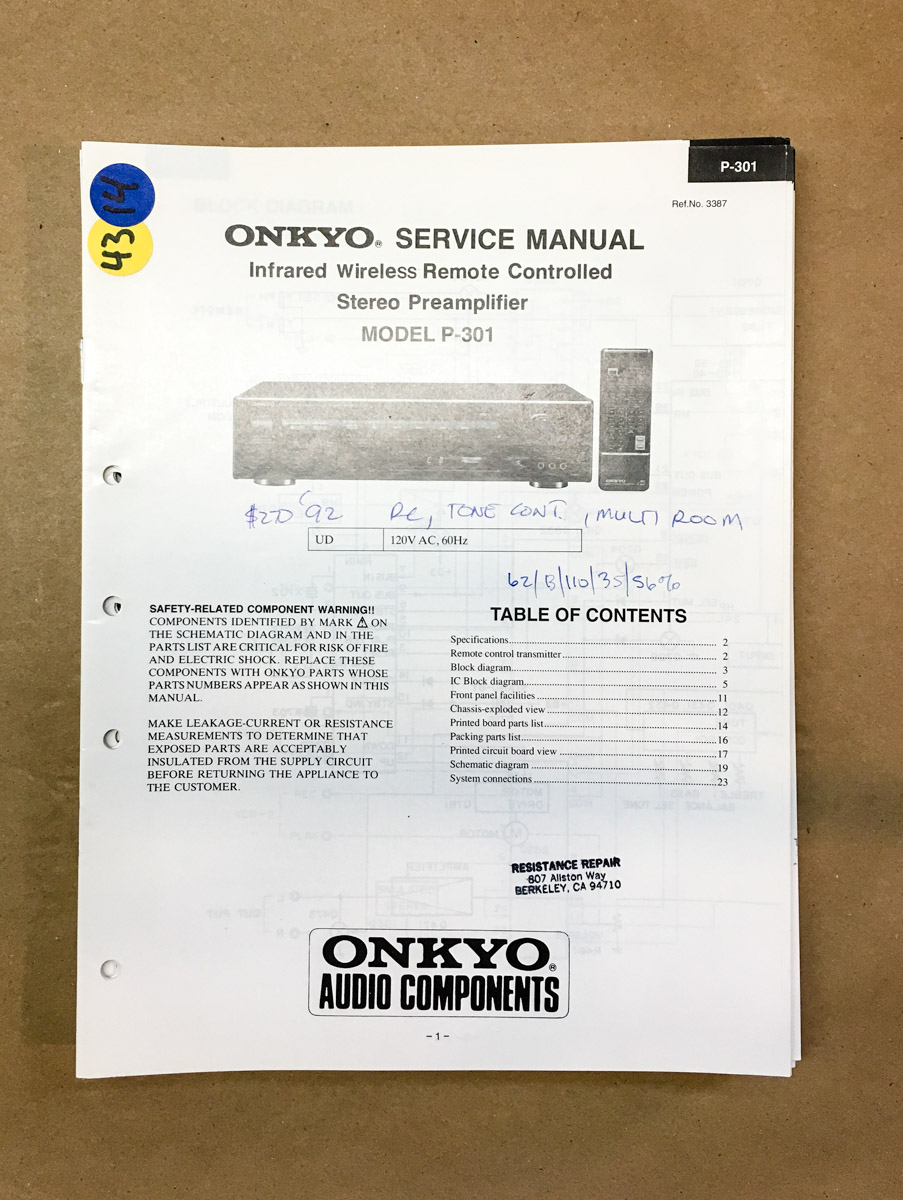 P-301
Ref.No. 3387
14
43
ONKYO® SERVICE MANUAL
Infrared Wireless Remote Controlled
Stereo Preamplifier
MODEL P-301
ONKYO
'92 RC, TONE CONT., MULTI ROOM
UD 120V AC, 60Hz
62/B/110/35/56%
SAFETY-RELATED COMPONENT WARNING!!
COMPONENTS IDENTIFIED BY MARK ⚠ ON
THE SCHEMATIC DIAGRAM AND IN THE
PARTS LIST ARE CRITICAL FOR RISK OF FIRE
AND ELECTRIC SHOCK. REPLACE THESE
COMPONENTS WITH ONKYO PARTS WHOSE
PARTS NUMBERS APPEAR AS SHOWN IN THIS
MANUAL.
MAKE LEAKAGE-CURRENT OR RESISTANCE
MEASUREMENTS TO DETERMINE THAT
EXPOSED PARTS ARE ACCEPTABLY
INSULATED FROM THE SUPPLY CIRCUIT
BEFORE RETURNING THE APPLIANCE TO
THE CUSTOMER.
TABLE OF CONTENTS
Specifications 2
Remote control transmitter 2
Block diagram 3
IC Block diagram 5
Front panel facilities 11
Chassis-exploded view 12
Printed board parts list 14
Packing parts list 16
Printed circuit board view 17
Schematic diagram 19
System connections 23
RESISTANCE REPAIR
807 Allston Way
BERKELEY, CA 94710
ONKYO®
AUDIO COMPONENTS
– 1 –